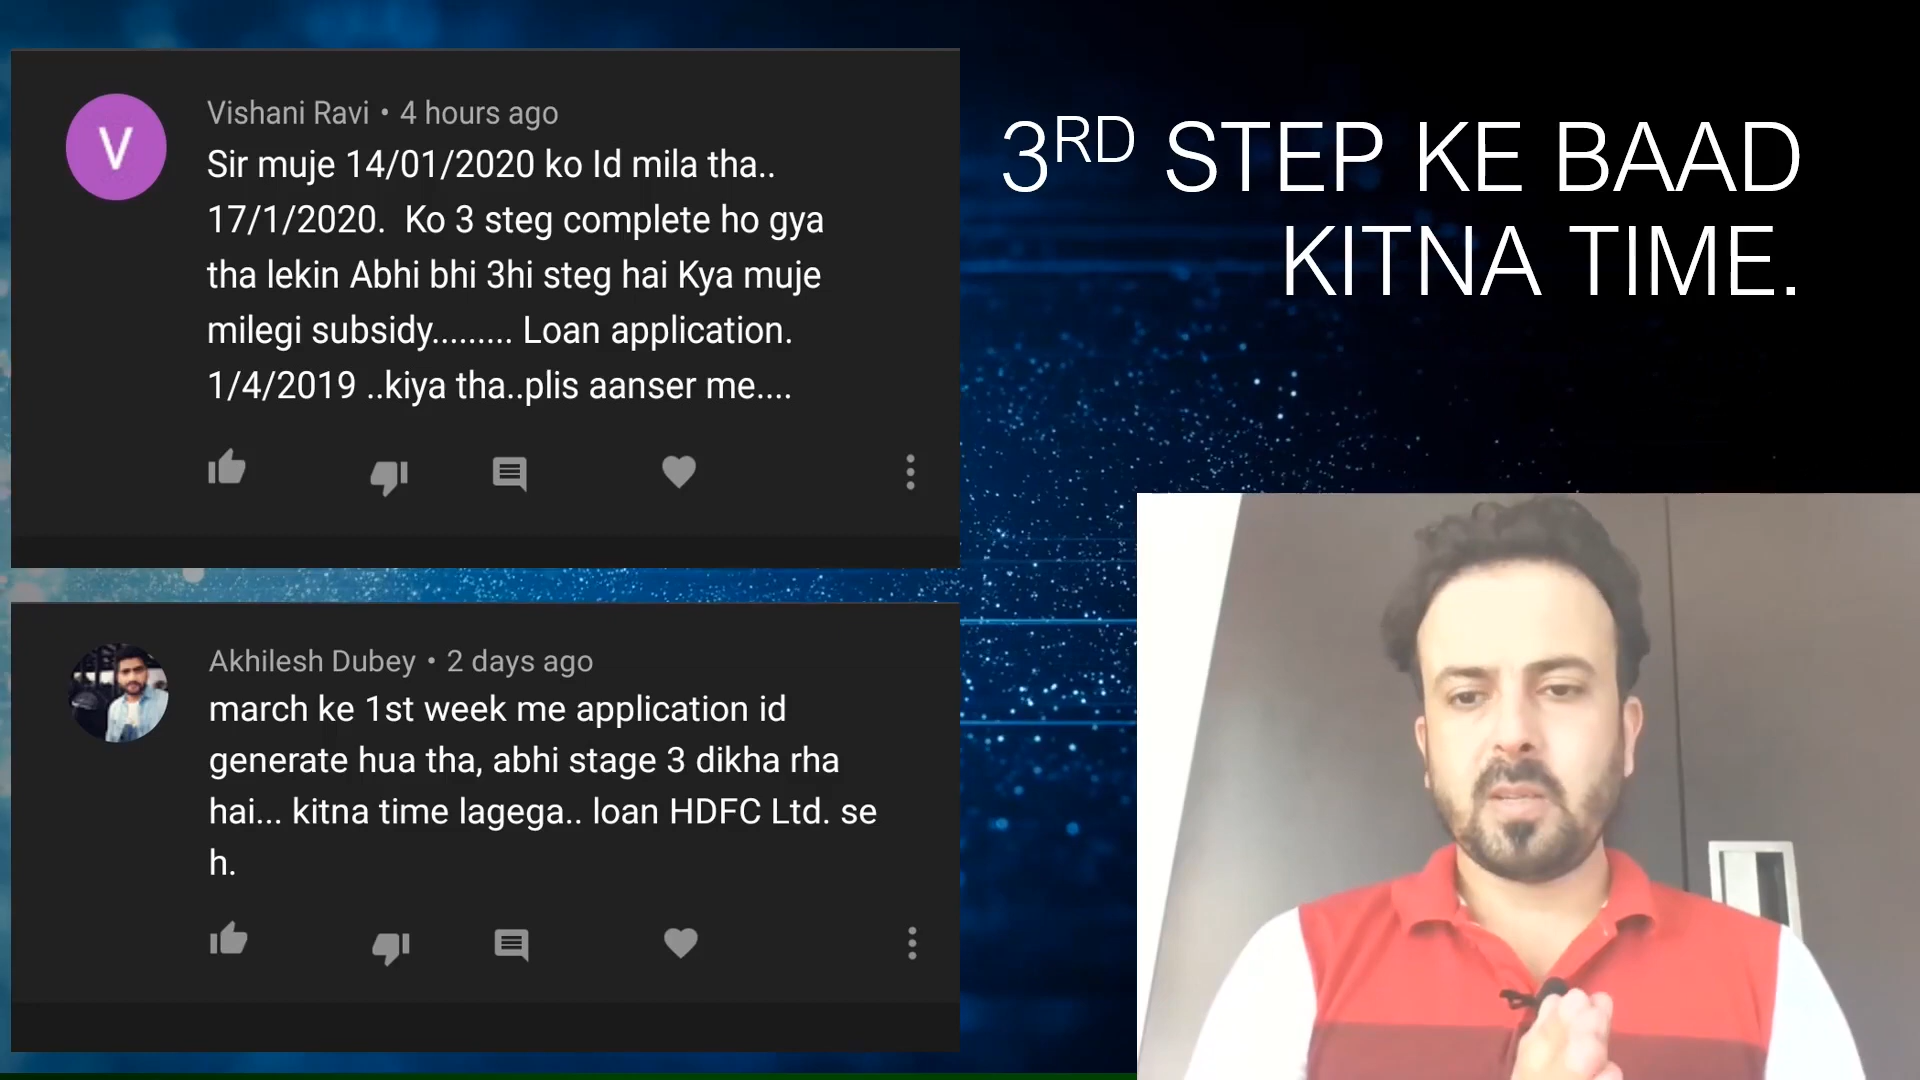 Vishani Ravi • 4 hours ago
Sir muje 14/01/2020 ko Id mila tha..
17/1/2020.  Ko 3 steg complete ho gya
tha lekin Abhi bhi 3hi steg hai Kya muje
milegi subsidy......... Loan application.
1/4/2019 ..kiya tha..plis aanser me....
V
3RD STEP KE BAAD
KITNA TIME.
Akhilesh Dubey • 2 days ago
march ke 1st week me application id
generate hua tha, abhi stage 3 dikha rha
hai... kitna time lagega.. loan HDFC Ltd. se
h.